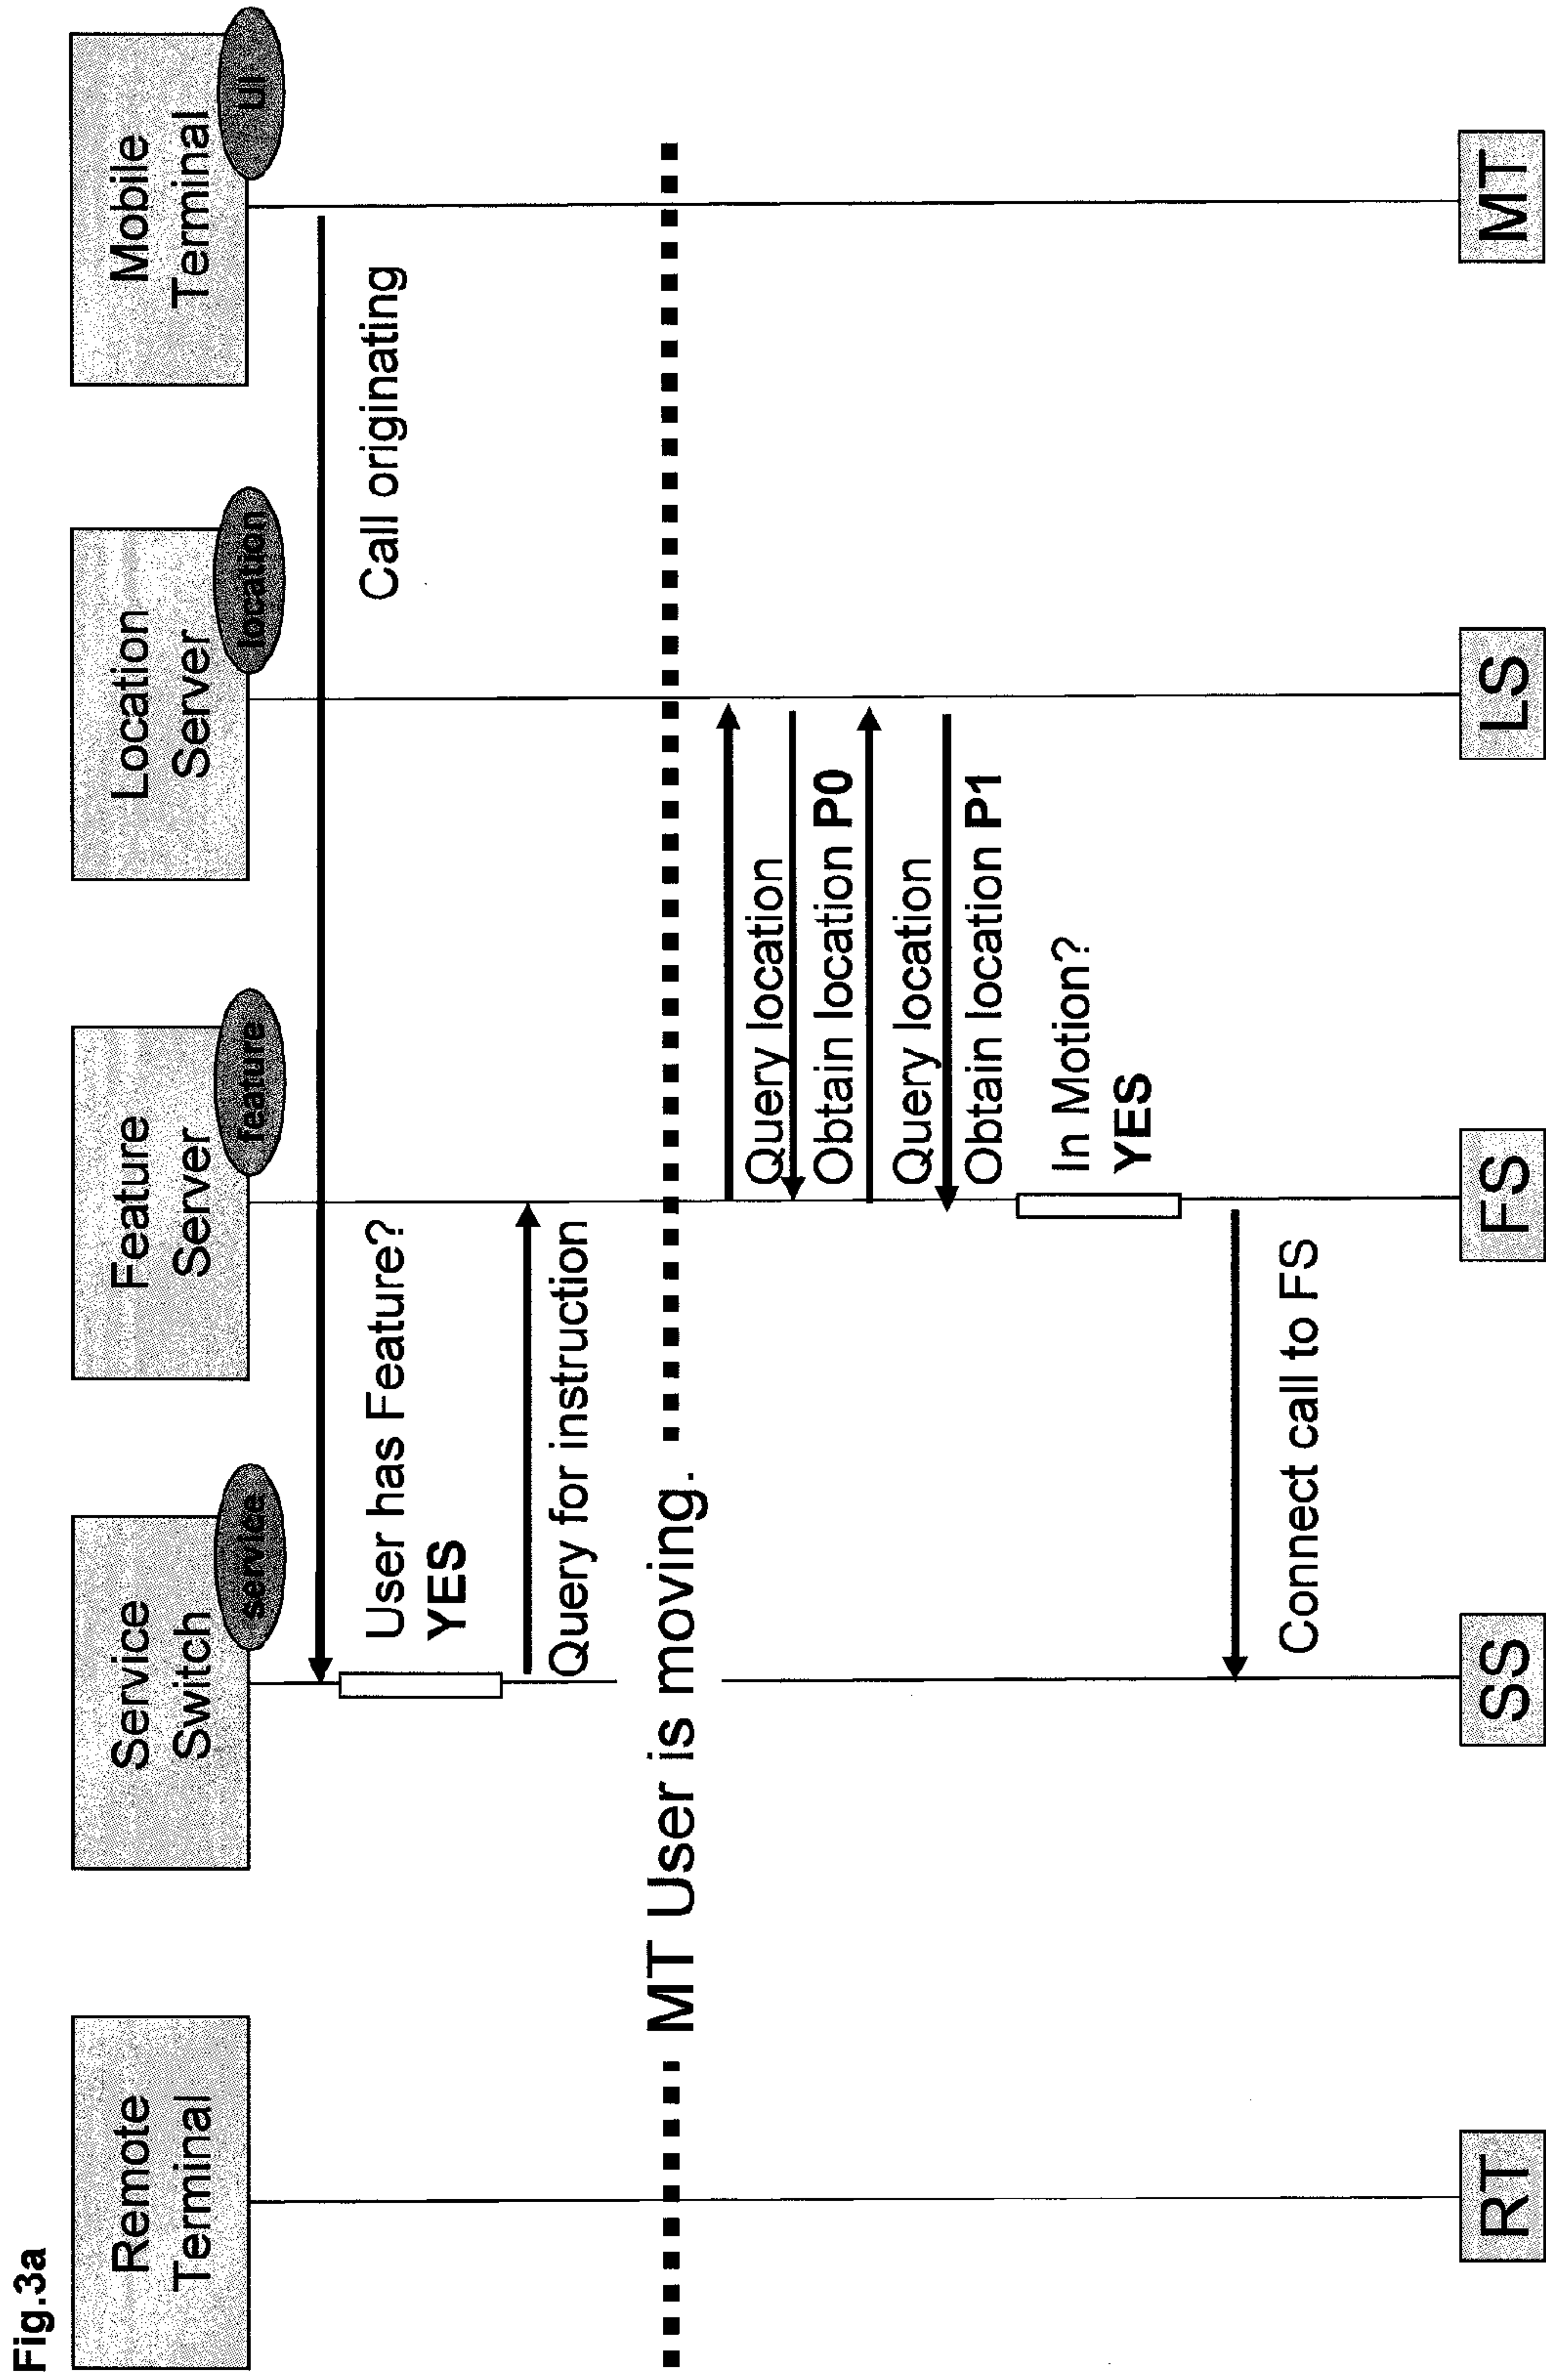 Fig.3a
Remote
Terminal
Service
Switch
service
Feature
Server
feature
Location
Server
location
Mobile
Terminal
UI
Call originating
User has Feature?
YES
Query for instruction
MT User is moving.
Query location
Obtain location P0
Query location
Obtain location P1
In Motion?
YES
Connect call to FS
RT
SS
FS
LS
MT